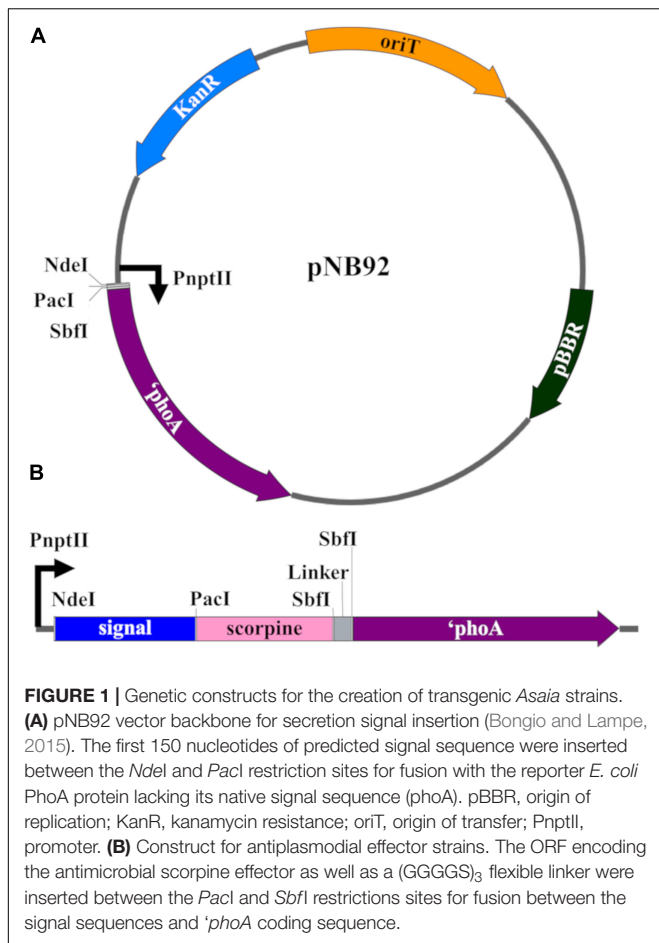 A
oriT
KanR
pNB92
NdeI
PnptII
PacI
SbfI
pBBR
‘phoA
B
SbfI
PnptII
Linker
NdeI
PacI
SbfI
signal
scorpine
‘phoA
FIGURE 1 | Genetic constructs for the creation of transgenic Asaia strains.
(A) pNB92 vector backbone for secretion signal insertion (Bongio and Lampe,
2015). The first 150 nucleotides of predicted signal sequence were inserted
between the NdeI and PacI restriction sites for fusion with the reporter E. coli
PhoA protein lacking its native signal sequence (phoA). pBBR, origin of
replication; KanR, kanamycin resistance; oriT, origin of transfer; PnptII,
promoter. (B) Construct for antiplasmodial effector strains. The ORF encoding
the antimicrobial scorpine effector as well as a (GGGGS)₃ flexible linker were
inserted between the PacI and SbfI restrictions sites for fusion between the
signal sequences and ‘phoA coding sequence.